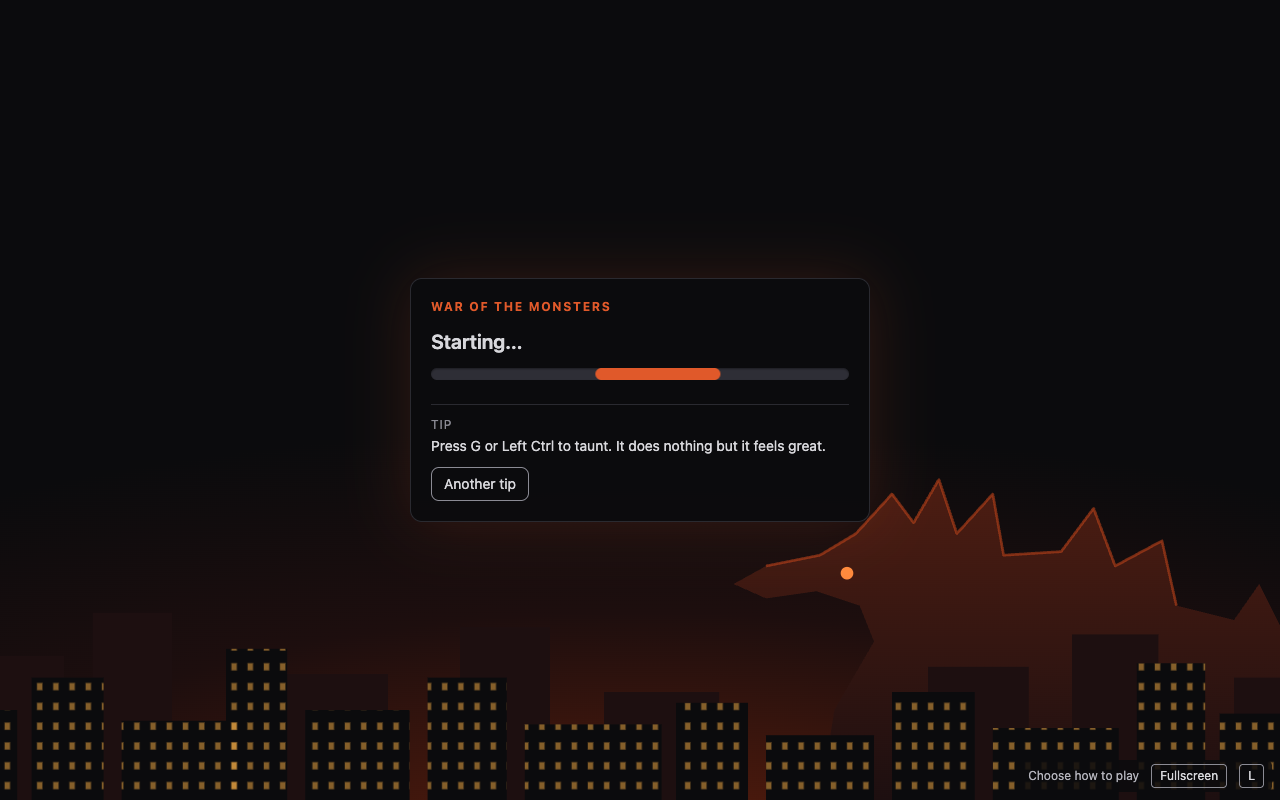 WAR OF THE MONSTERS
Starting...
TIP
Press G or Left Ctrl to taunt. It does nothing but it feels great.
Another tip
Choose how to play Fullscreen L